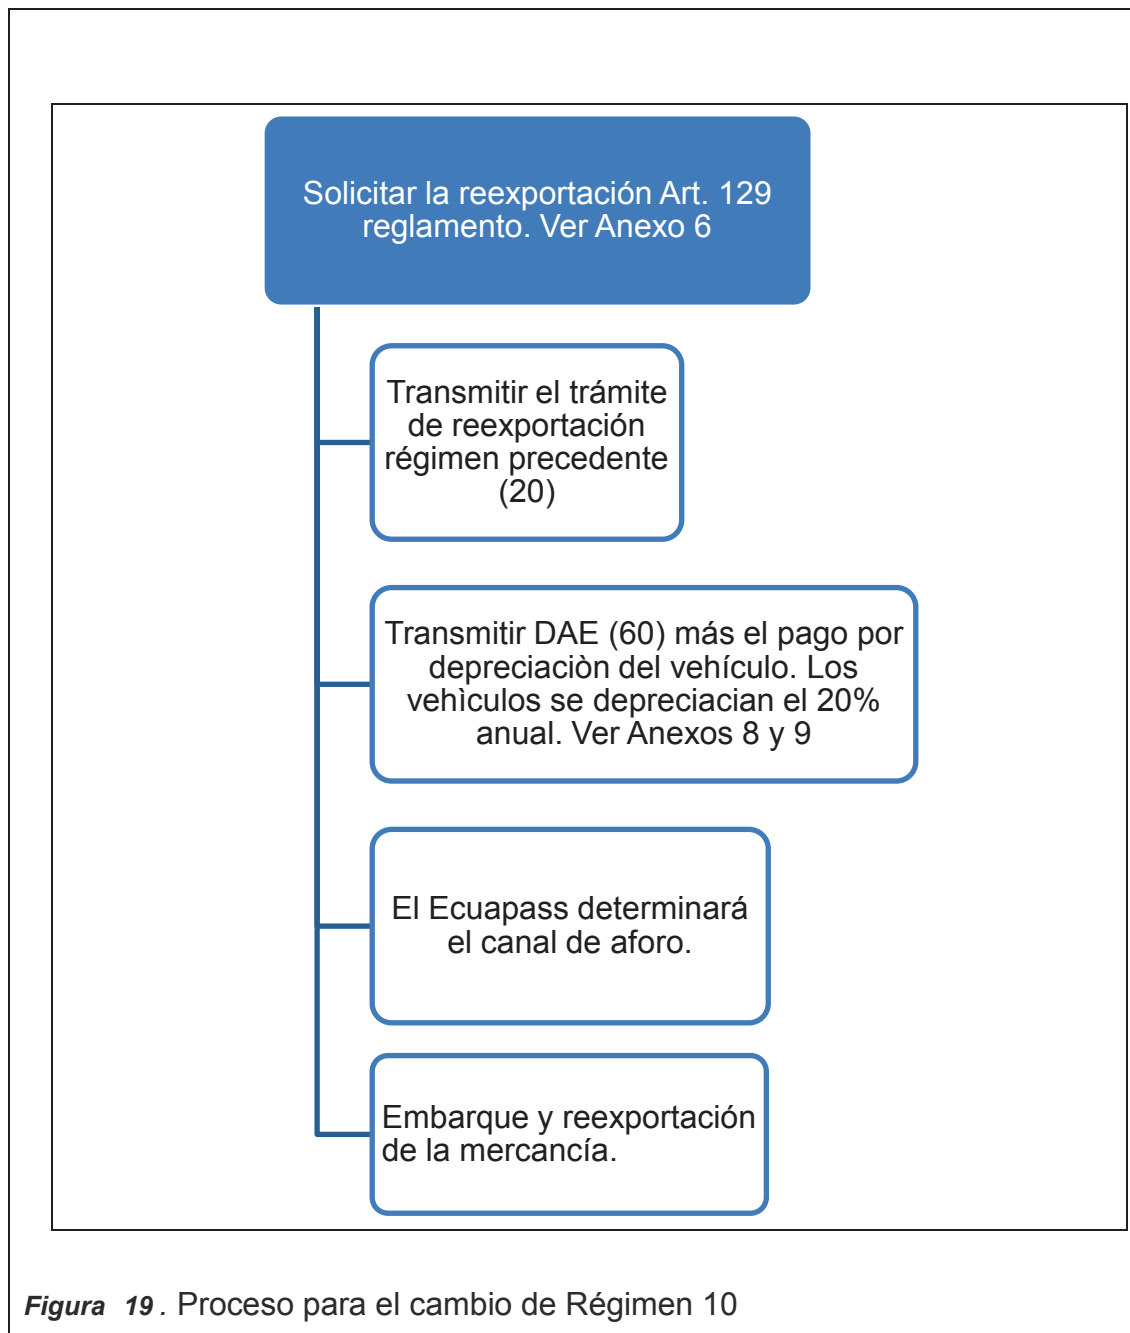 Solicitar la reexportación Art. 129
reglamento. Ver Anexo 6
Transmitir el trámite
de reexportación
régimen precedente
(20)
Transmitir DAE (60) más el pago por
depreciaciòn del vehículo. Los
vehìculos se depreciacian el 20%
anual. Ver Anexos 8 y 9
El Ecuapass determinará
el canal de aforo.
Embarque y reexportación
de la mercancía.
Figura 19 . Proceso para el cambio de Régimen 10